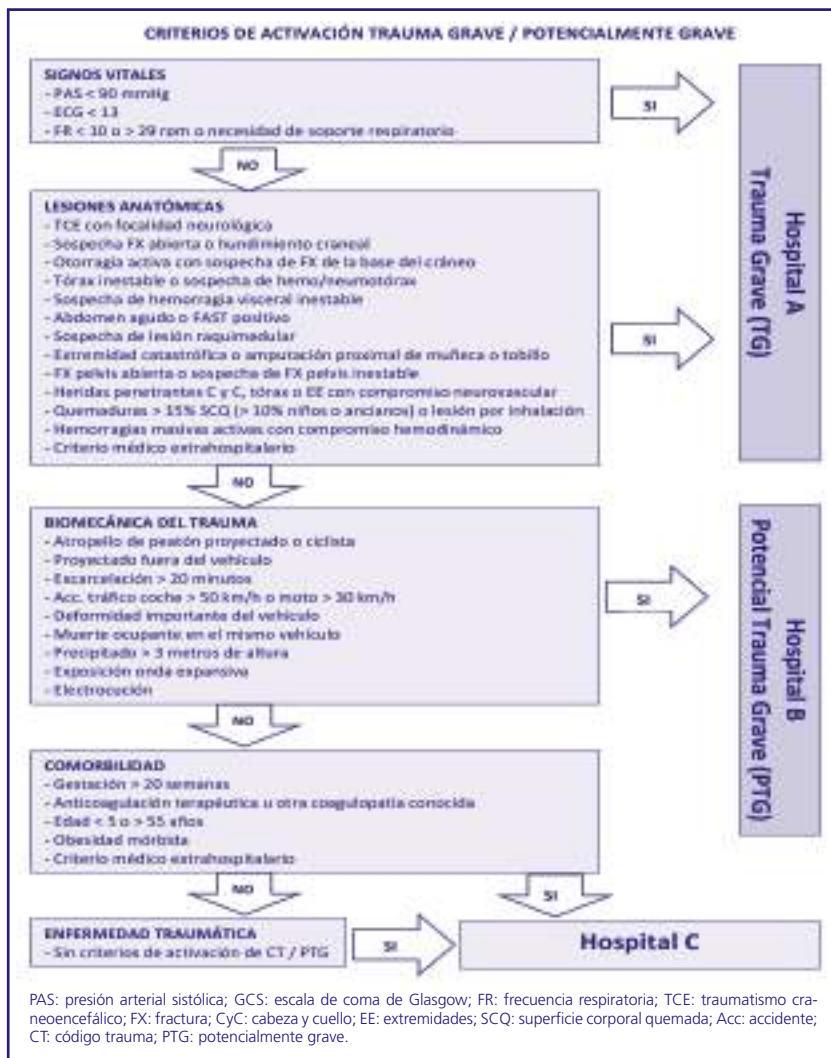 CRITERIOS DE ACTIVACIÓN TRAUMA GRAVE / POTENCIALMENTE GRAVE
SIGNOS VITALES
- PAS < 90 mmHg
- ECG < 13
- FR < 10 o > 29 rpm o necesidad de soporte respiratorio
SI
NO
LESIONES ANATÓMICAS
- TCE con focalidad neurológica
- Sospecha FX abierta o hundimiento craneal
- Otorragia activa con sospecha de FX de la base del cráneo
- Tórax inestable o sospecha de hemo/neumotórax
- Sospecha de hemorragia visceral inestable
- Abdomen agudo o FAST positivo
- Sospecha de lesión raquimedular
- Extremidad catastrófica o amputación proximal de muñeca o tobillo
- FX pelvis abierta o sospecha de FX pelvis inestable
- Heridas penetrantes C y C, tórax o EE con compromiso neurovascular
- Quemaduras > 15% SCQ (> 10% niños o ancianos) o lesión por inhalación
- Hemorragias masivas activas con compromiso hemodinámico
- Criterio médico extrahospitalario
SI
Hospital A
Trauma Grave (TG)
NO
BIOMECÁNICA DEL TRAUMA
- Atropello de peatón proyectado o ciclista
- Proyectado fuera del vehículo
- Excarcelación > 20 minutos
- Acc. tráfico coche > 50 km/h o moto > 30 km/h
- Deformidad importante del vehículo
- Muerte ocupante en el mismo vehículo
- Precipitado > 3 metros de altura
- Exposición onda expansiva
- Electrocución
SI
Hospital B
Potencial Trauma Grave (PTG)
NO
COMORBILIDAD
- Gestación > 20 semanas
- Anticoagulación terapéutica u otra coagulopatía conocida
- Edad < 5 o > 55 años
- Obesidad mórbida
- Criterio médico extrahospitalario
NO
SI
ENFERMEDAD TRAUMÁTICA
- Sin criterios de activación de CT / PTG
SI
Hospital C
PAS: presión arterial sistólica; GCS: escala de coma de Glasgow; FR: frecuencia respiratoria; TCE: traumatismo cra-
neoencefálico; FX: fractura; CyC: cabeza y cuello; EE: extremidades; SCQ: superficie corporal quemada; Acc: accidente;
CT: código trauma; PTG: potencialmente grave.